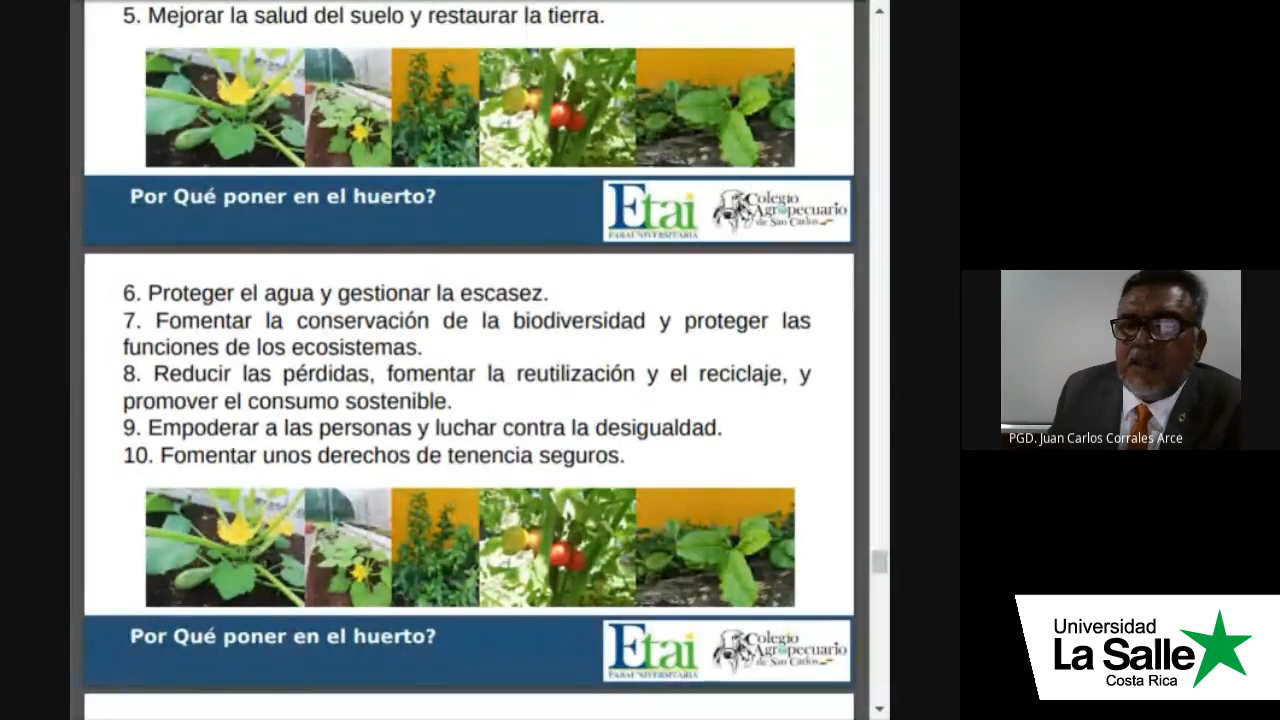 5. Mejorar la salud del suelo y restaurar la tierra.
Por Qué poner en el huerto?
Etai
PARAUNIVERSITARIA
Colegio
Agropecuario
de San Carlos
6. Proteger el agua y gestionar la escasez.
7. Fomentar la conservación de la biodiversidad y proteger las
funciones de los ecosistemas.
8. Reducir las pérdidas, fomentar la reutilización y el reciclaje, y
promover el consumo sostenible.
9. Empoderar a las personas y luchar contra la desigualdad.
10. Fomentar unos derechos de tenencia seguros.
Por Qué poner en el huerto?
Etai
PARAUNIVERSITARIA
Colegio
Agropecuario
de San Carlos
PGD. Juan Carlos Corrales Arce
Universidad
La Salle
Costa Rica